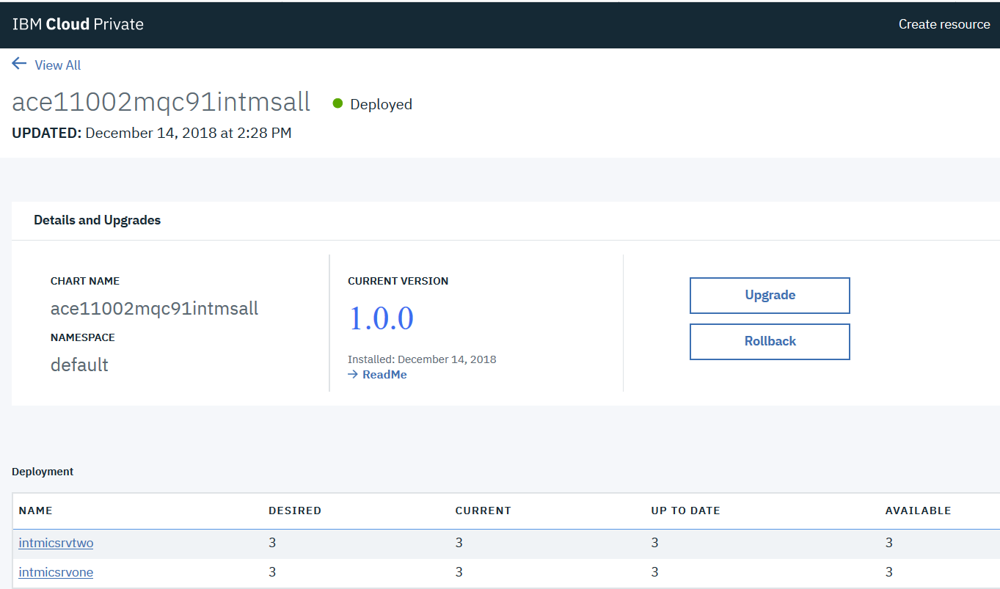 IBM Cloud Private
Create resource
← View All
ace11002mqc91intmsall
Deployed
UPDATED: December 14, 2018 at 2:28 PM
Details and Upgrades
CHART NAME
ace11002mqc91intmsall
NAMESPACE
default
CURRENT VERSION
1.0.0
Installed: December 14, 2018
→ ReadMe
Upgrade
Rollback
Deployment
NAME DESIRED CURRENT UP TO DATE AVAILABLE
intmicsrvtwo 3 3 3 3
intmicsrvone 3 3 3 3